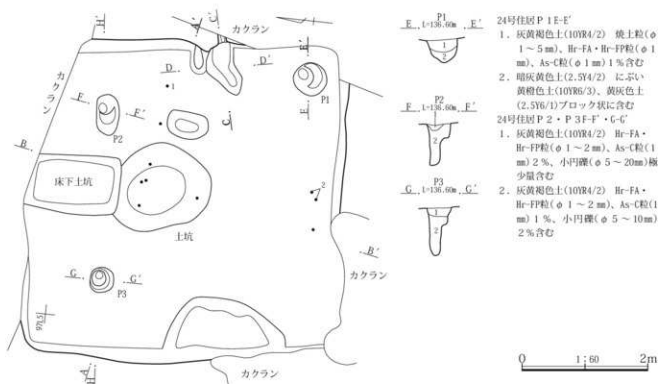 カクラン
H′
A′
C′
カクラン
D
D′
1
E′
P1
E
F
F′
P2
C
B
床下土坑
土坑
2
B′
G
G′
P3
カクラン
カクラン
A
H
P1
E L=136.60m E′
1
2
P2
F L=136.60m F′
1
2
P3
G L=136.60m G′
1
2
24号住居P1E-E′
1. 灰黄褐色土(10YR4/2) 焼土粒(φ
1～5㎜)、Hr-FA・Hr-FP粒(φ1
㎜)、As-C粒(φ1㎜)1％含む
2. 暗灰黄色土(2.5Y4/2) にぶい
黄橙色土(10YR6/3)、黄灰色土
(2.5Y6/1)ブロック状に含む
24号住居P2・P3F-F′・G-G′
1. 灰黄褐色土(10YR4/2) Hr-FA・
Hr-FP粒(φ1～2㎜)、As-C粒(1
㎜)2％、小円礫(φ5～20㎜)極
少量含む
2. 灰黄褐色土(10YR4/2) Hr-FA・
Hr-FP粒(φ1～2㎜)、As-C粒(1
㎜)1％、小円礫(φ5～10㎜)
2％含む
0 1：60 2m